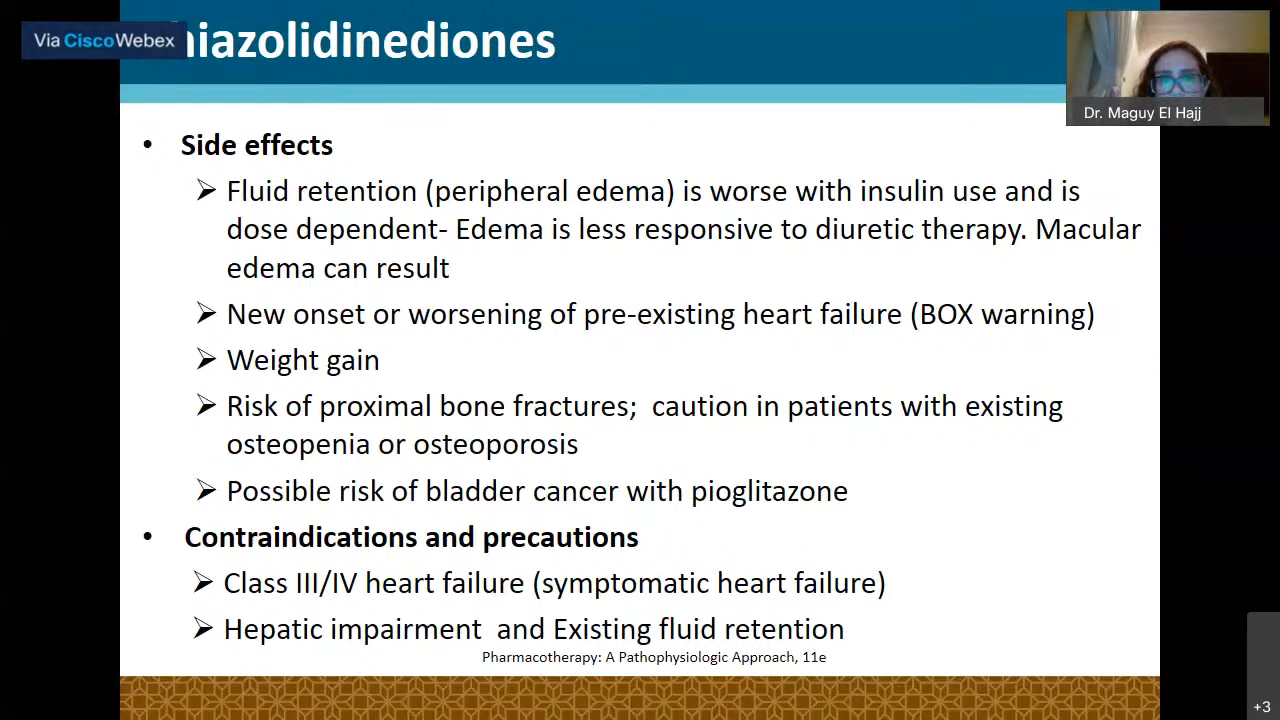 Via CiscoWebex
hiazolidinediones
Dr. Maguy El Hajj
• Side effects
➢ Fluid retention (peripheral edema) is worse with insulin use and is
dose dependent- Edema is less responsive to diuretic therapy. Macular
edema can result
➢ New onset or worsening of pre-existing heart failure (BOX warning)
➢ Weight gain
➢ Risk of proximal bone fractures;  caution in patients with existing
osteopenia or osteoporosis
➢ Possible risk of bladder cancer with pioglitazone
• Contraindications and precautions
➢ Class III/IV heart failure (symptomatic heart failure)
➢ Hepatic impairment  and Existing fluid retention
Pharmacotherapy: A Pathophysiologic Approach, 11e
+3